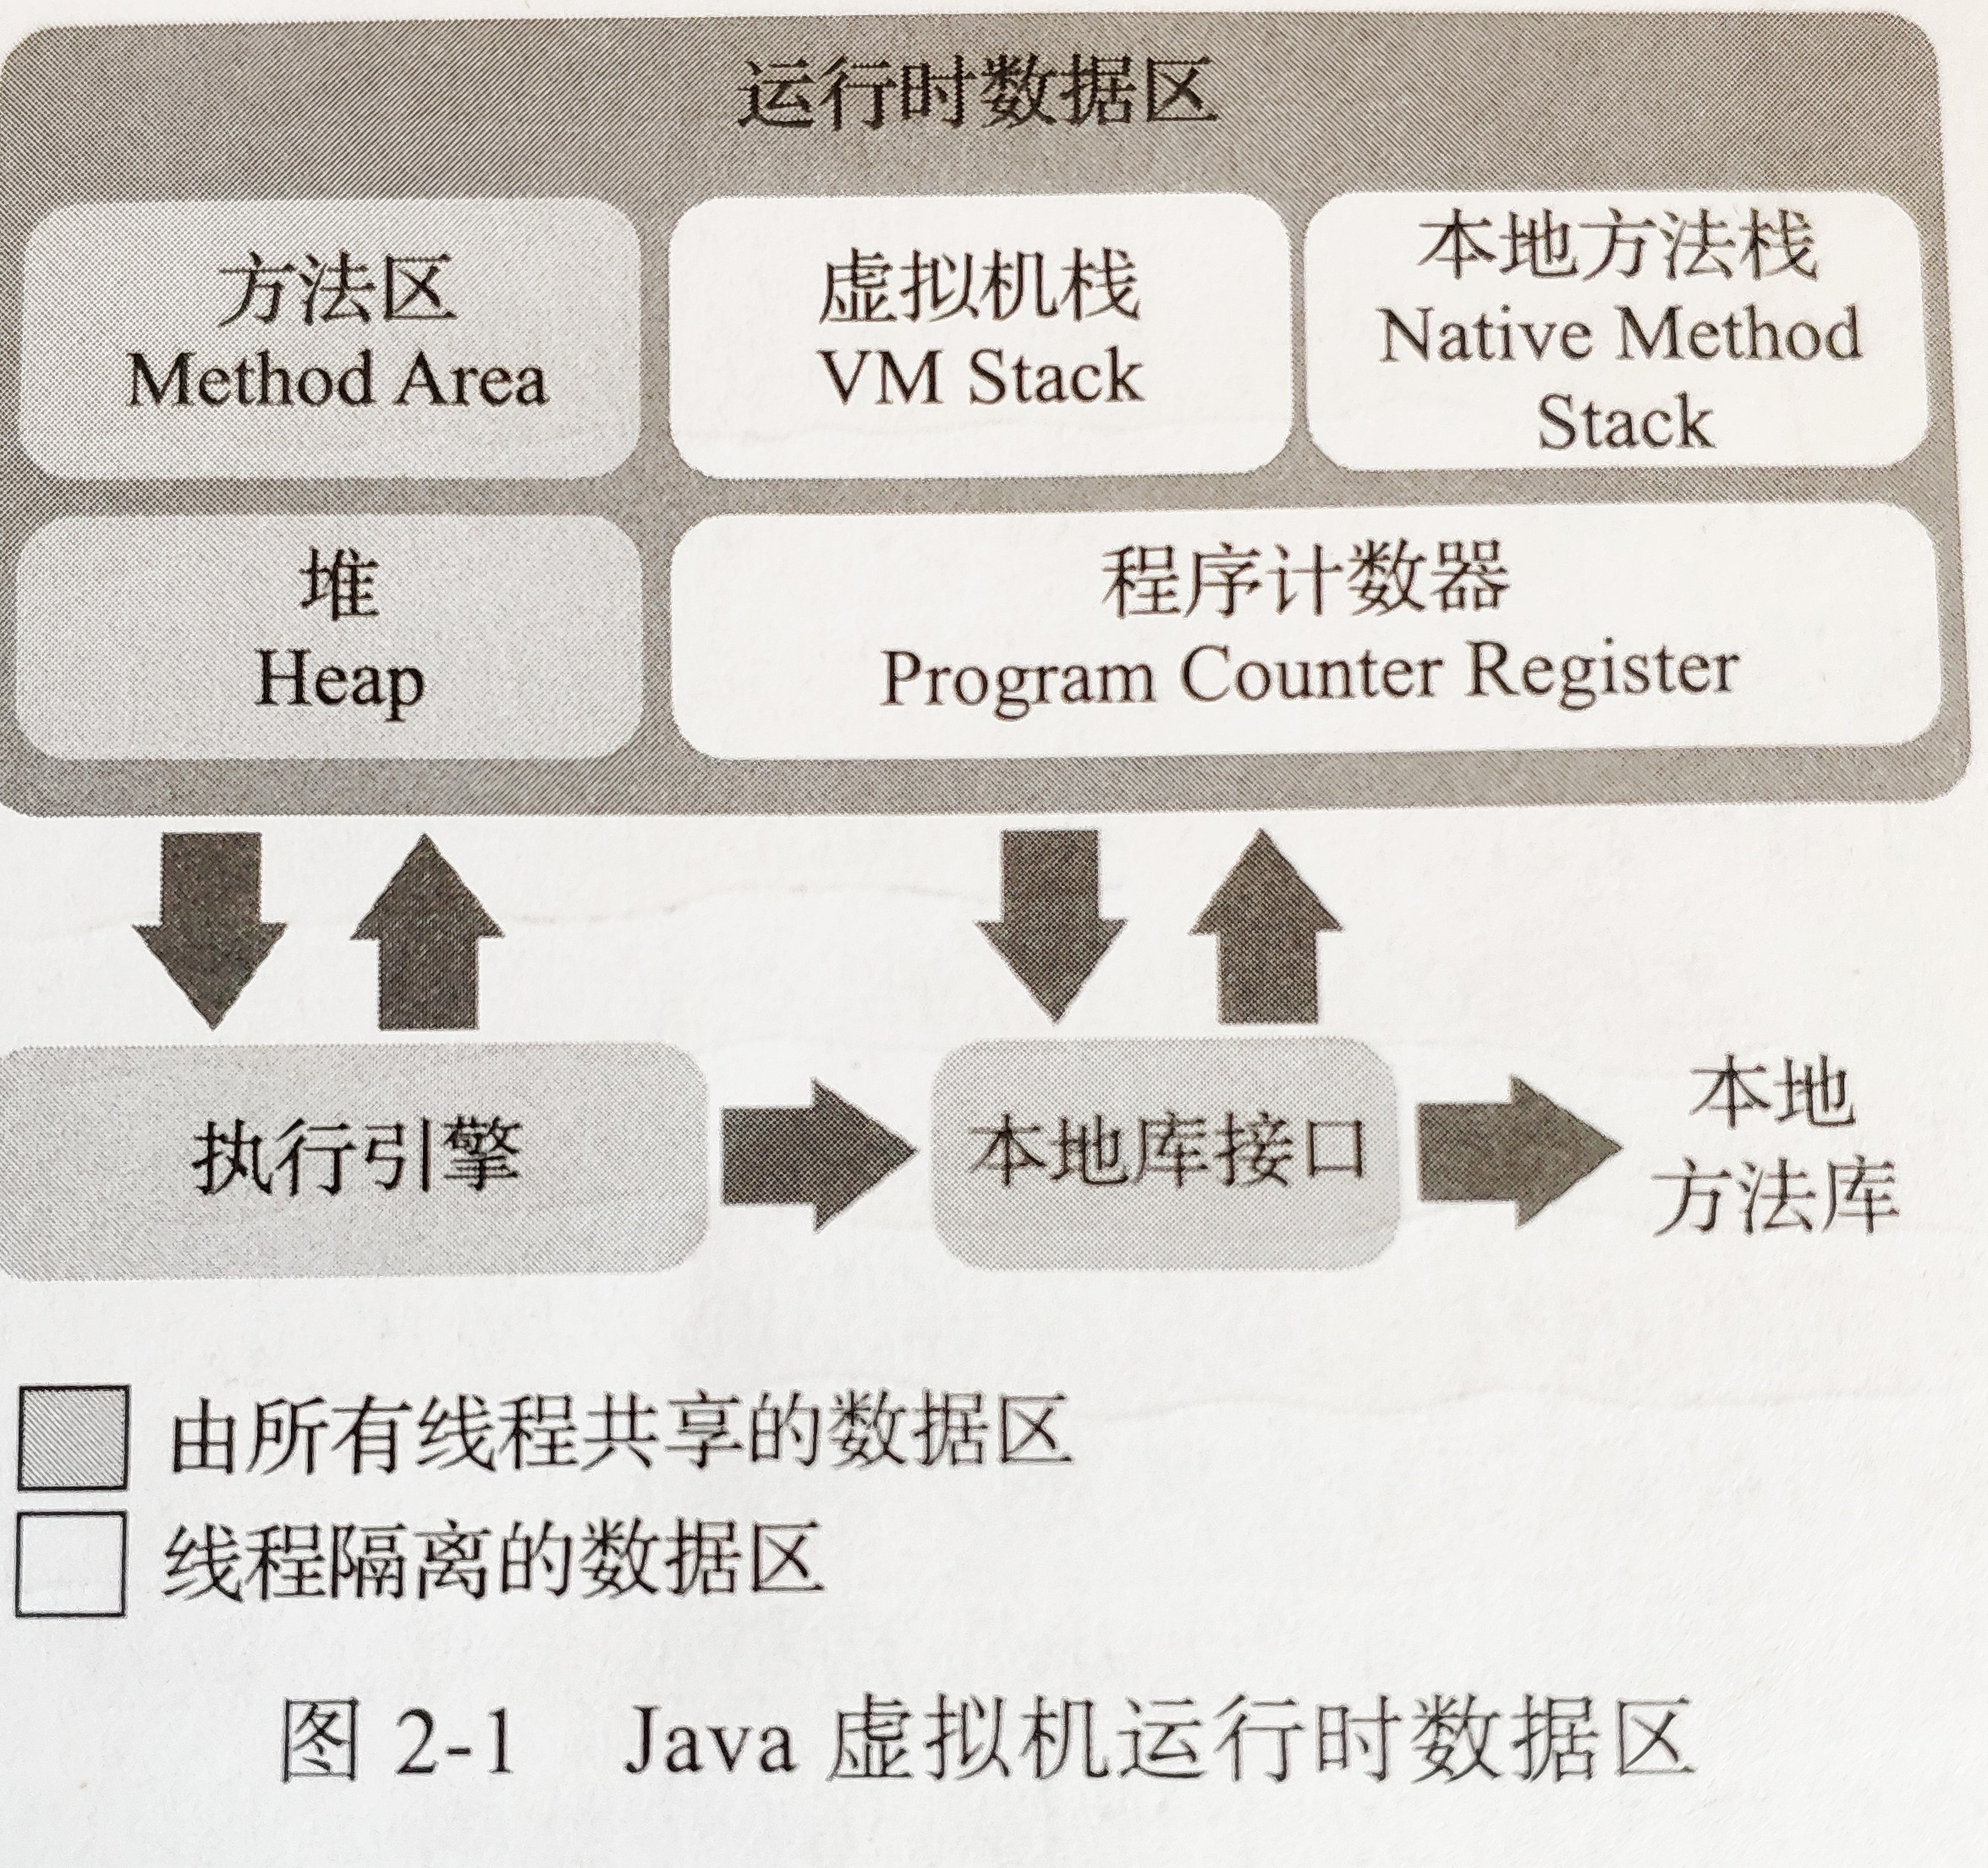 运行时数据区
方法区
Method Area
虚拟机栈
VM Stack
本地方法栈
Native Method
Stack
堆
Heap
程序计数器
Program Counter Register
执行引擎
本地库接口
本地
方法库
由所有线程共享的数据区
线程隔离的数据区
图 2-1 Java 虚拟机运行时数据区